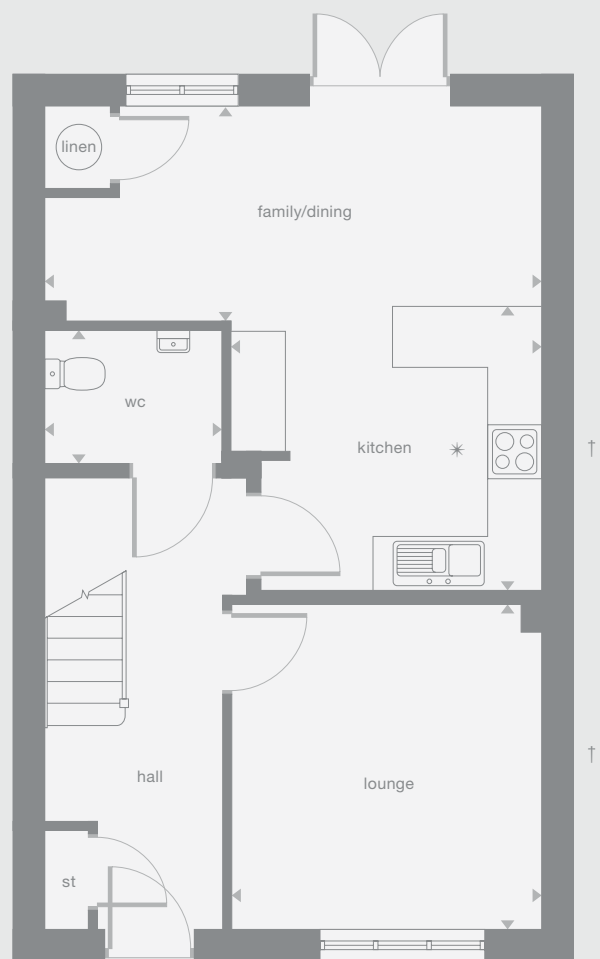 linen
family/dining
wc
kitchen
†
hall
lounge
†
st